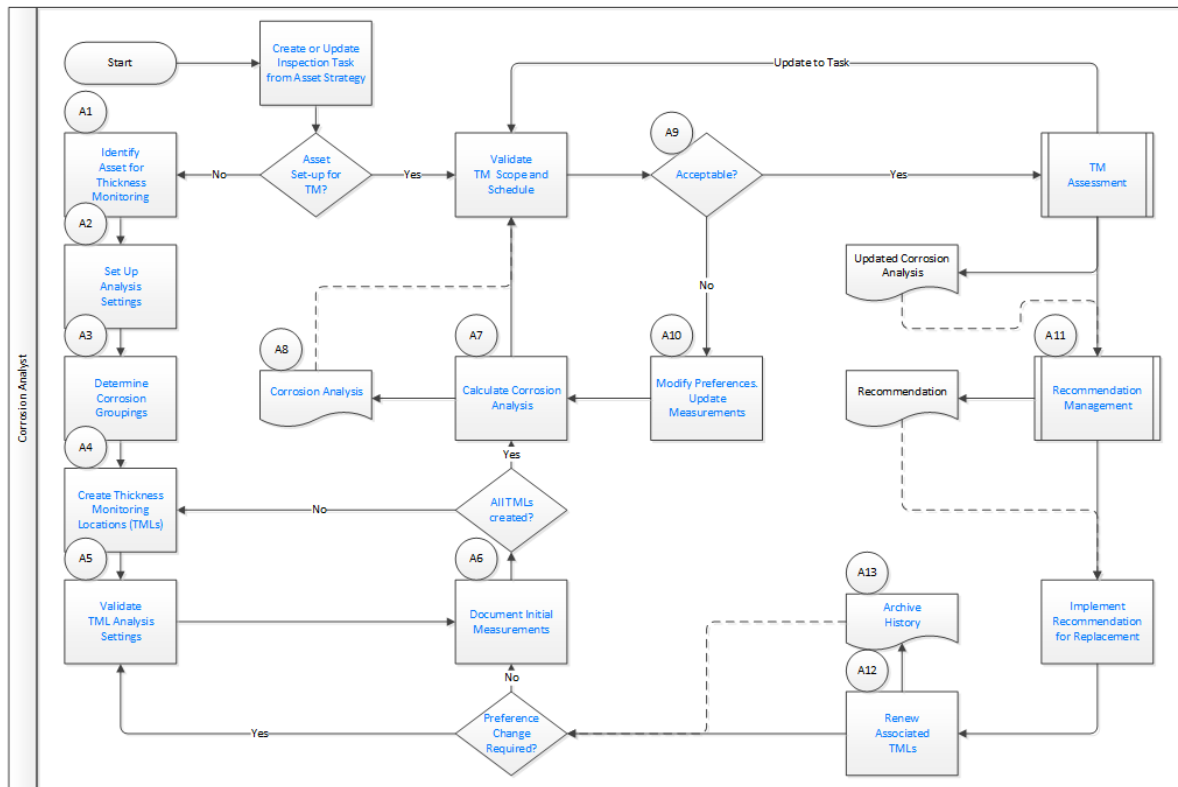 Corrosion Analyst
Start
Create or Update
Inspection Task
from Asset Strategy
Update to Task
A1
Identify
Asset for
Thickness
Monitoring
No
Asset
Set-up for
TM?
Yes
Validate
TM Scope and
Schedule
A9
Acceptable?
Yes
TM
Assessment
A2
Set Up
Analysis
Settings
Updated Corrosion
Analysis
No
A3
Determine
Corrosion
Groupings
A8
Corrosion Analysis
A7
Calculate Corrosion
Analysis
A10
Modify Preferences.
Update
Measurements
Recommendation
A11
Recommendation
Management
A4
Create Thickness
Monitoring
Locations (TMLs)
No
Yes
All TMLs
created?
A5
Validate
TML Analysis
Settings
A6
Document Initial
Measurements
A13
Archive
History
Implement
Recommendation
for Replacement
No
Yes
Preference
Change
Required?
A12
Renew
Associated
TMLs